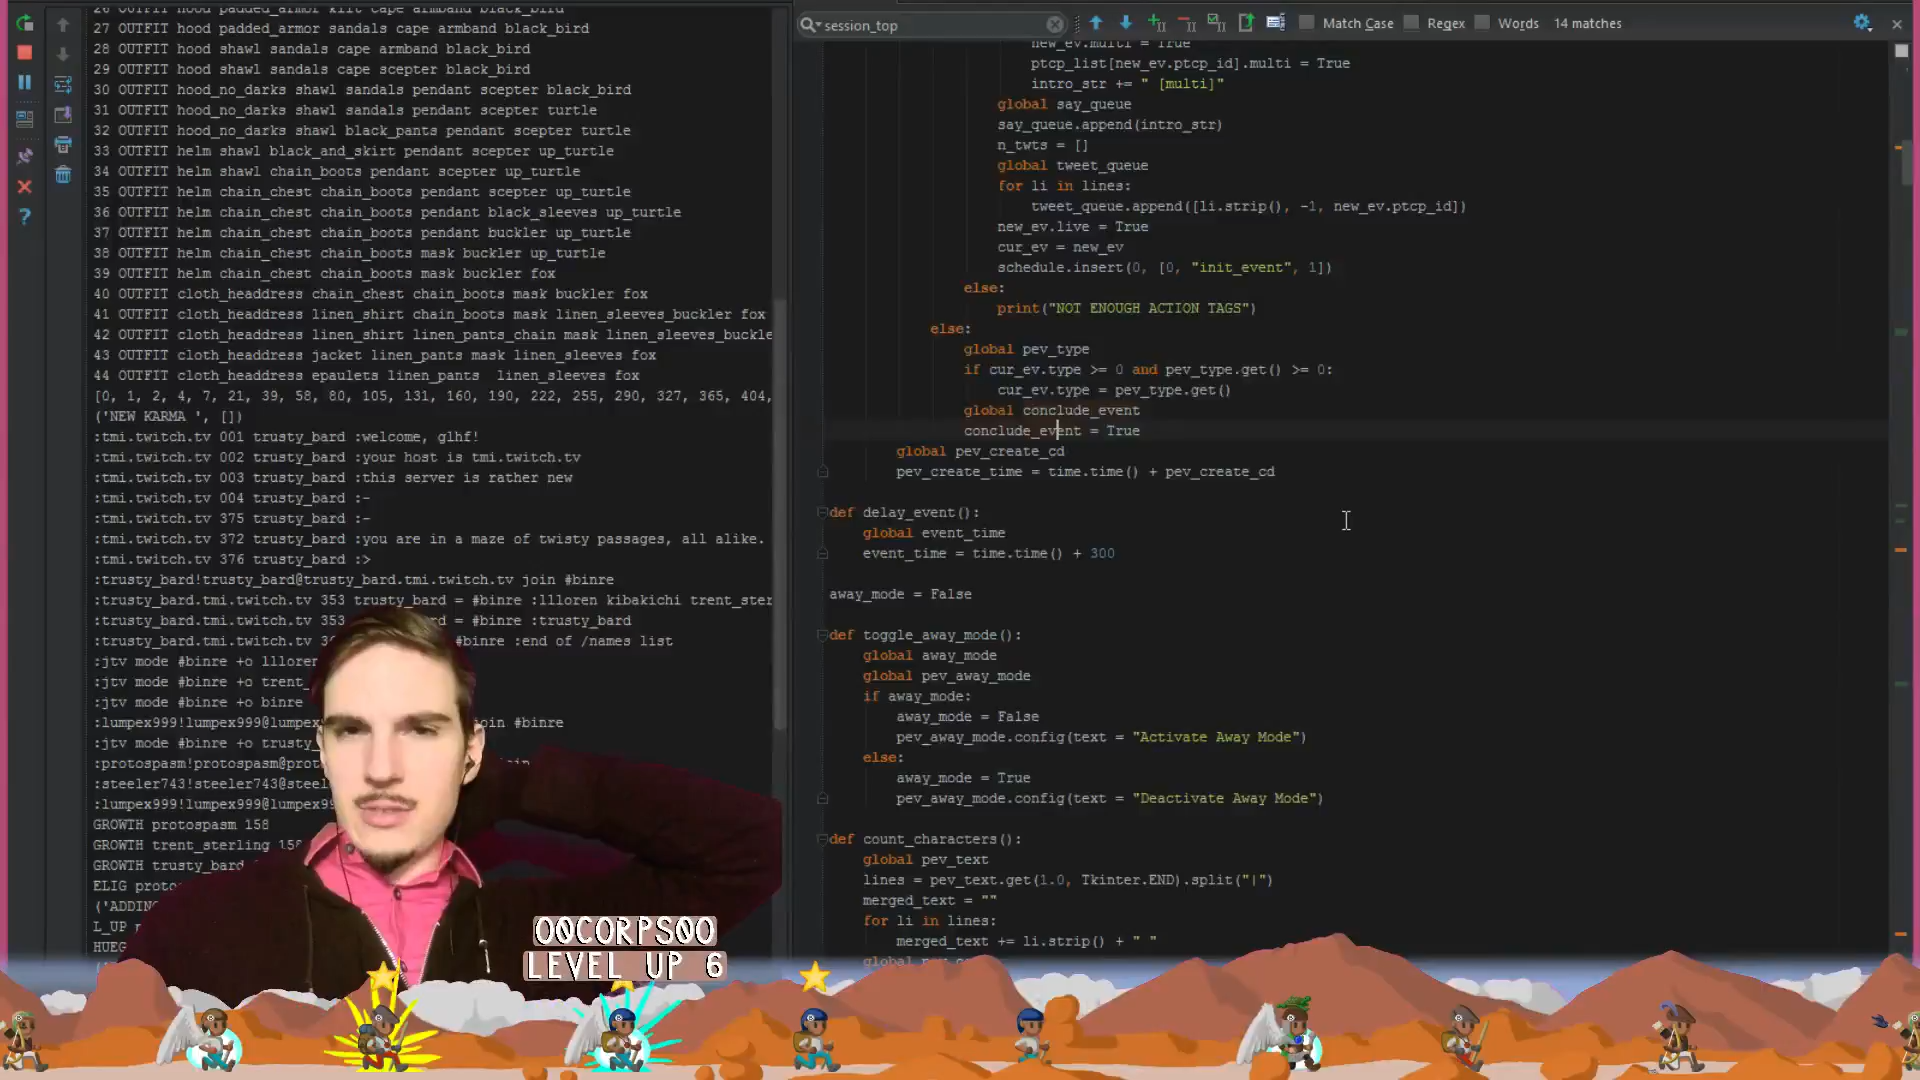 27 OUTFIT hood padded_armor sandals cape armband black_bird
28 OUTFIT hood shawl sandals cape armband black_bird
29 OUTFIT hood shawl sandals cape scepter black_bird
30 OUTFIT hood_no_darks shawl sandals pendant scepter black_bird
31 OUTFIT hood_no_darks shawl sandals pendant scepter turtle
32 OUTFIT hood_no_darks shawl black_pants pendant scepter turtle
33 OUTFIT helm shawl black_and_skirt pendant scepter up_turtle
34 OUTFIT helm shawl chain_boots pendant scepter up_turtle
35 OUTFIT helm chain_chest chain_boots pendant scepter up_turtle
36 OUTFIT helm chain_chest chain_boots pendant black_sleeves up_turtle
37 OUTFIT helm chain_chest chain_boots pendant buckler up_turtle
38 OUTFIT helm chain_chest chain_boots mask buckler up_turtle
39 OUTFIT helm chain_chest chain_boots mask buckler fox
40 OUTFIT cloth_headdress chain_chest chain_boots mask buckler fox
41 OUTFIT cloth_headdress linen_shirt chain_boots mask linen_sleeves_buckler fox
42 OUTFIT cloth_headdress linen_shirt linen_pants_chain mask linen_sleeves_buckle
43 OUTFIT cloth_headdress jacket linen_pants mask linen_sleeves fox
44 OUTFIT cloth_headdress epaulets linen_pants  linen_sleeves fox
[0, 1, 2, 4, 7, 21, 39, 58, 80, 105, 131, 160, 190, 222, 255, 290, 327, 365, 404,
('NEW KARMA ', [])
:tmi.twitch.tv 001 trusty_bard :welcome, glhf!
:tmi.twitch.tv 002 trusty_bard :your host is tmi.twitch.tv
:tmi.twitch.tv 003 trusty_bard :this server is rather new
:tmi.twitch.tv 004 trusty_bard :-
:tmi.twitch.tv 375 trusty_bard :-
:tmi.twitch.tv 372 trusty_bard :you are in a maze of twisty passages, all alike.
:tmi.twitch.tv 376 trusty_bard :>
:trusty_bard!trusty_bard@trusty_bard.tmi.twitch.tv join #binre
:trusty_bard.tmi.twitch.tv 353 trusty_bard = #binre :llloren kibakichi trent_ster
:trusty_bard.tmi.twitch.tv 353 = #binre :trusty_bard
:trusty_bard.tmi.twitch.tv #binre :end of /names list
:jtv mode #binre +o llloren
:jtv mode #binre +o trent_
:jtv mode #binre +o binre
:lumpex999!lumpex999@lumpex join #binre
:jtv mode #binre +o trusty_
:protospasm!protospasm@prot join
:steeler743!steeler743@steel
:lumpex999!lumpex999@lumpex99
GROWTH protospasm 158
GROWTH trent_sterling 158
GROWTH trusty_bard
ELIG proto
('ADDING
L_UP
HUEG
session_top
Match Case
Regex
Words
14 matches
new_ev.multi = True
ptcp_list[new_ev.ptcp_id].multi = True
intro_str += " [multi]"
global say_queue
say_queue.append(intro_str)
n_twts = []
global tweet_queue
for li in lines:
tweet_queue.append([li.strip(), -1, new_ev.ptcp_id])
new_ev.live = True
cur_ev = new_ev
schedule.insert(0, [0, "init_event", 1])
else:
print("NOT ENOUGH ACTION TAGS")
else:
global pev_type
if cur_ev.type >= 0 and pev_type.get() >= 0:
cur_ev.type = pev_type.get()
global conclude_event
conclude_event = True
global pev_create_cd
pev_create_time = time.time() + pev_create_cd
def delay_event():
global event_time
event_time = time.time() + 300
away_mode = False
def toggle_away_mode():
global away_mode
global pev_away_mode
if away_mode:
away_mode = False
pev_away_mode.config(text = "Activate Away Mode")
else:
away_mode = True
pev_away_mode.config(text = "Deactivate Away Mode")
def count_characters():
global pev_text
lines = pev_text.get(1.0, Tkinter.END).split("|")
merged_text = ""
for li in lines:
merged_text += li.strip() + " "
00CORPS00
LEVEL UP 6